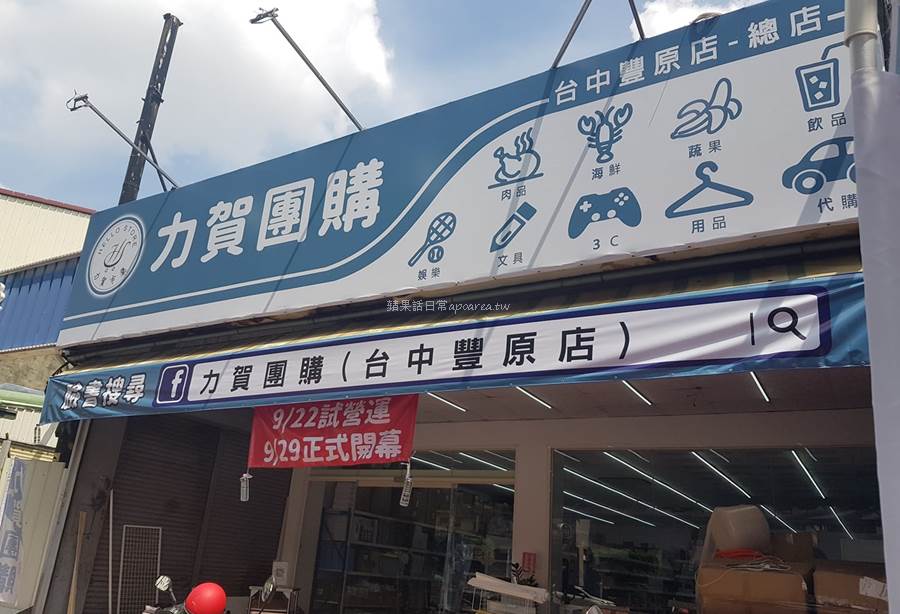 台中豐原店-總店-
力賀團購
HELLO STORE
肉品
海鮮
蔬果
飲品
娛樂
文具
3C
用品
代購
蘋果話日常apoarea.tw
臉書搜尋 f 力賀團購(台中豐原店)
9/22試營運
9/29正式開幕